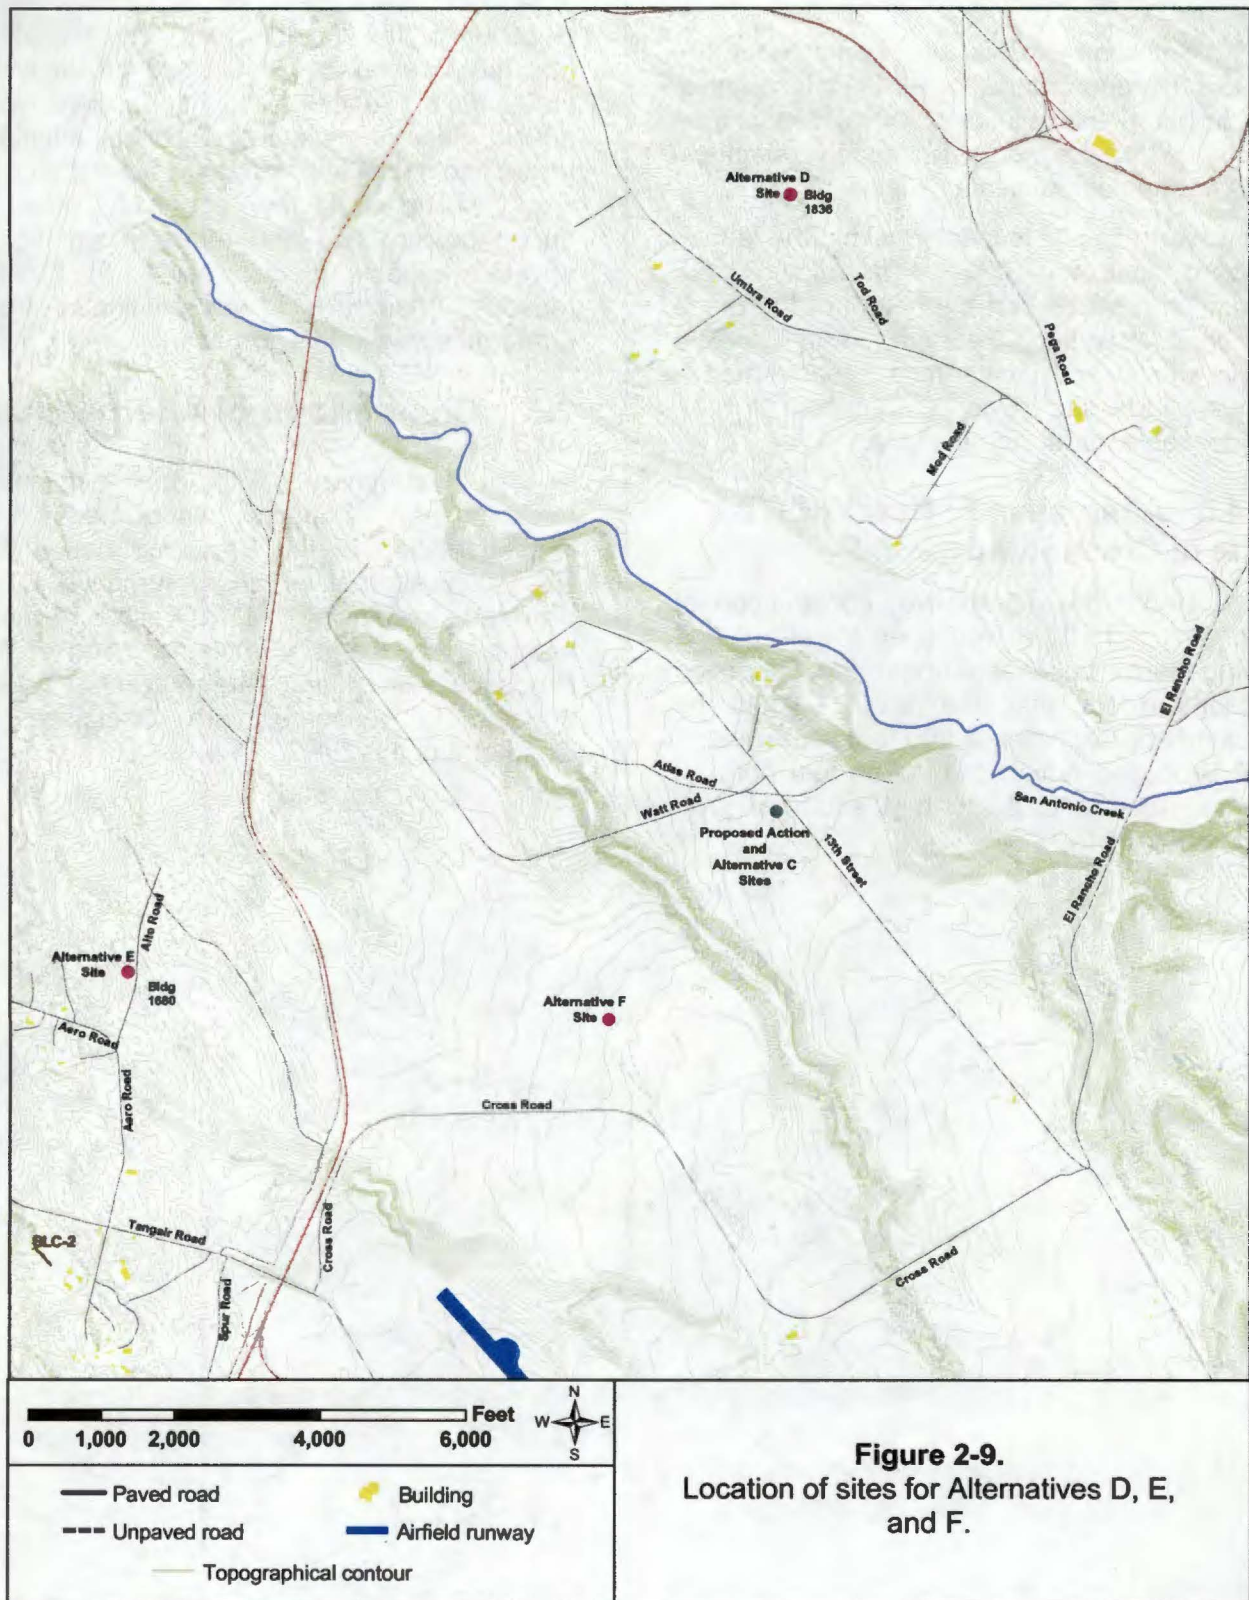 Alternative D
Site
Bldg
1836
Umbra Road
Tod Road
Pega Road
Mod Road
El Rancho Road
San Antonio Creek
El Rancho Road
Atlas Road
Watt Road
Proposed Action
and
Alternative C
Sites
13th Street
Alto Road
Alternative E
Site
Bldg
1680
Aero Road
Aero Road
Alternative F
Site
Cross Road
Cross Road
Cross Road
Tangair Road
SLC-2
Spur Road
Feet
0 1,000 2,000 4,000 6,000
N
W E
S
Paved road
Building
Unpaved road
Airfield runway
Topographical contour
Figure 2-9.
Location of sites for Alternatives D, E,
and F.